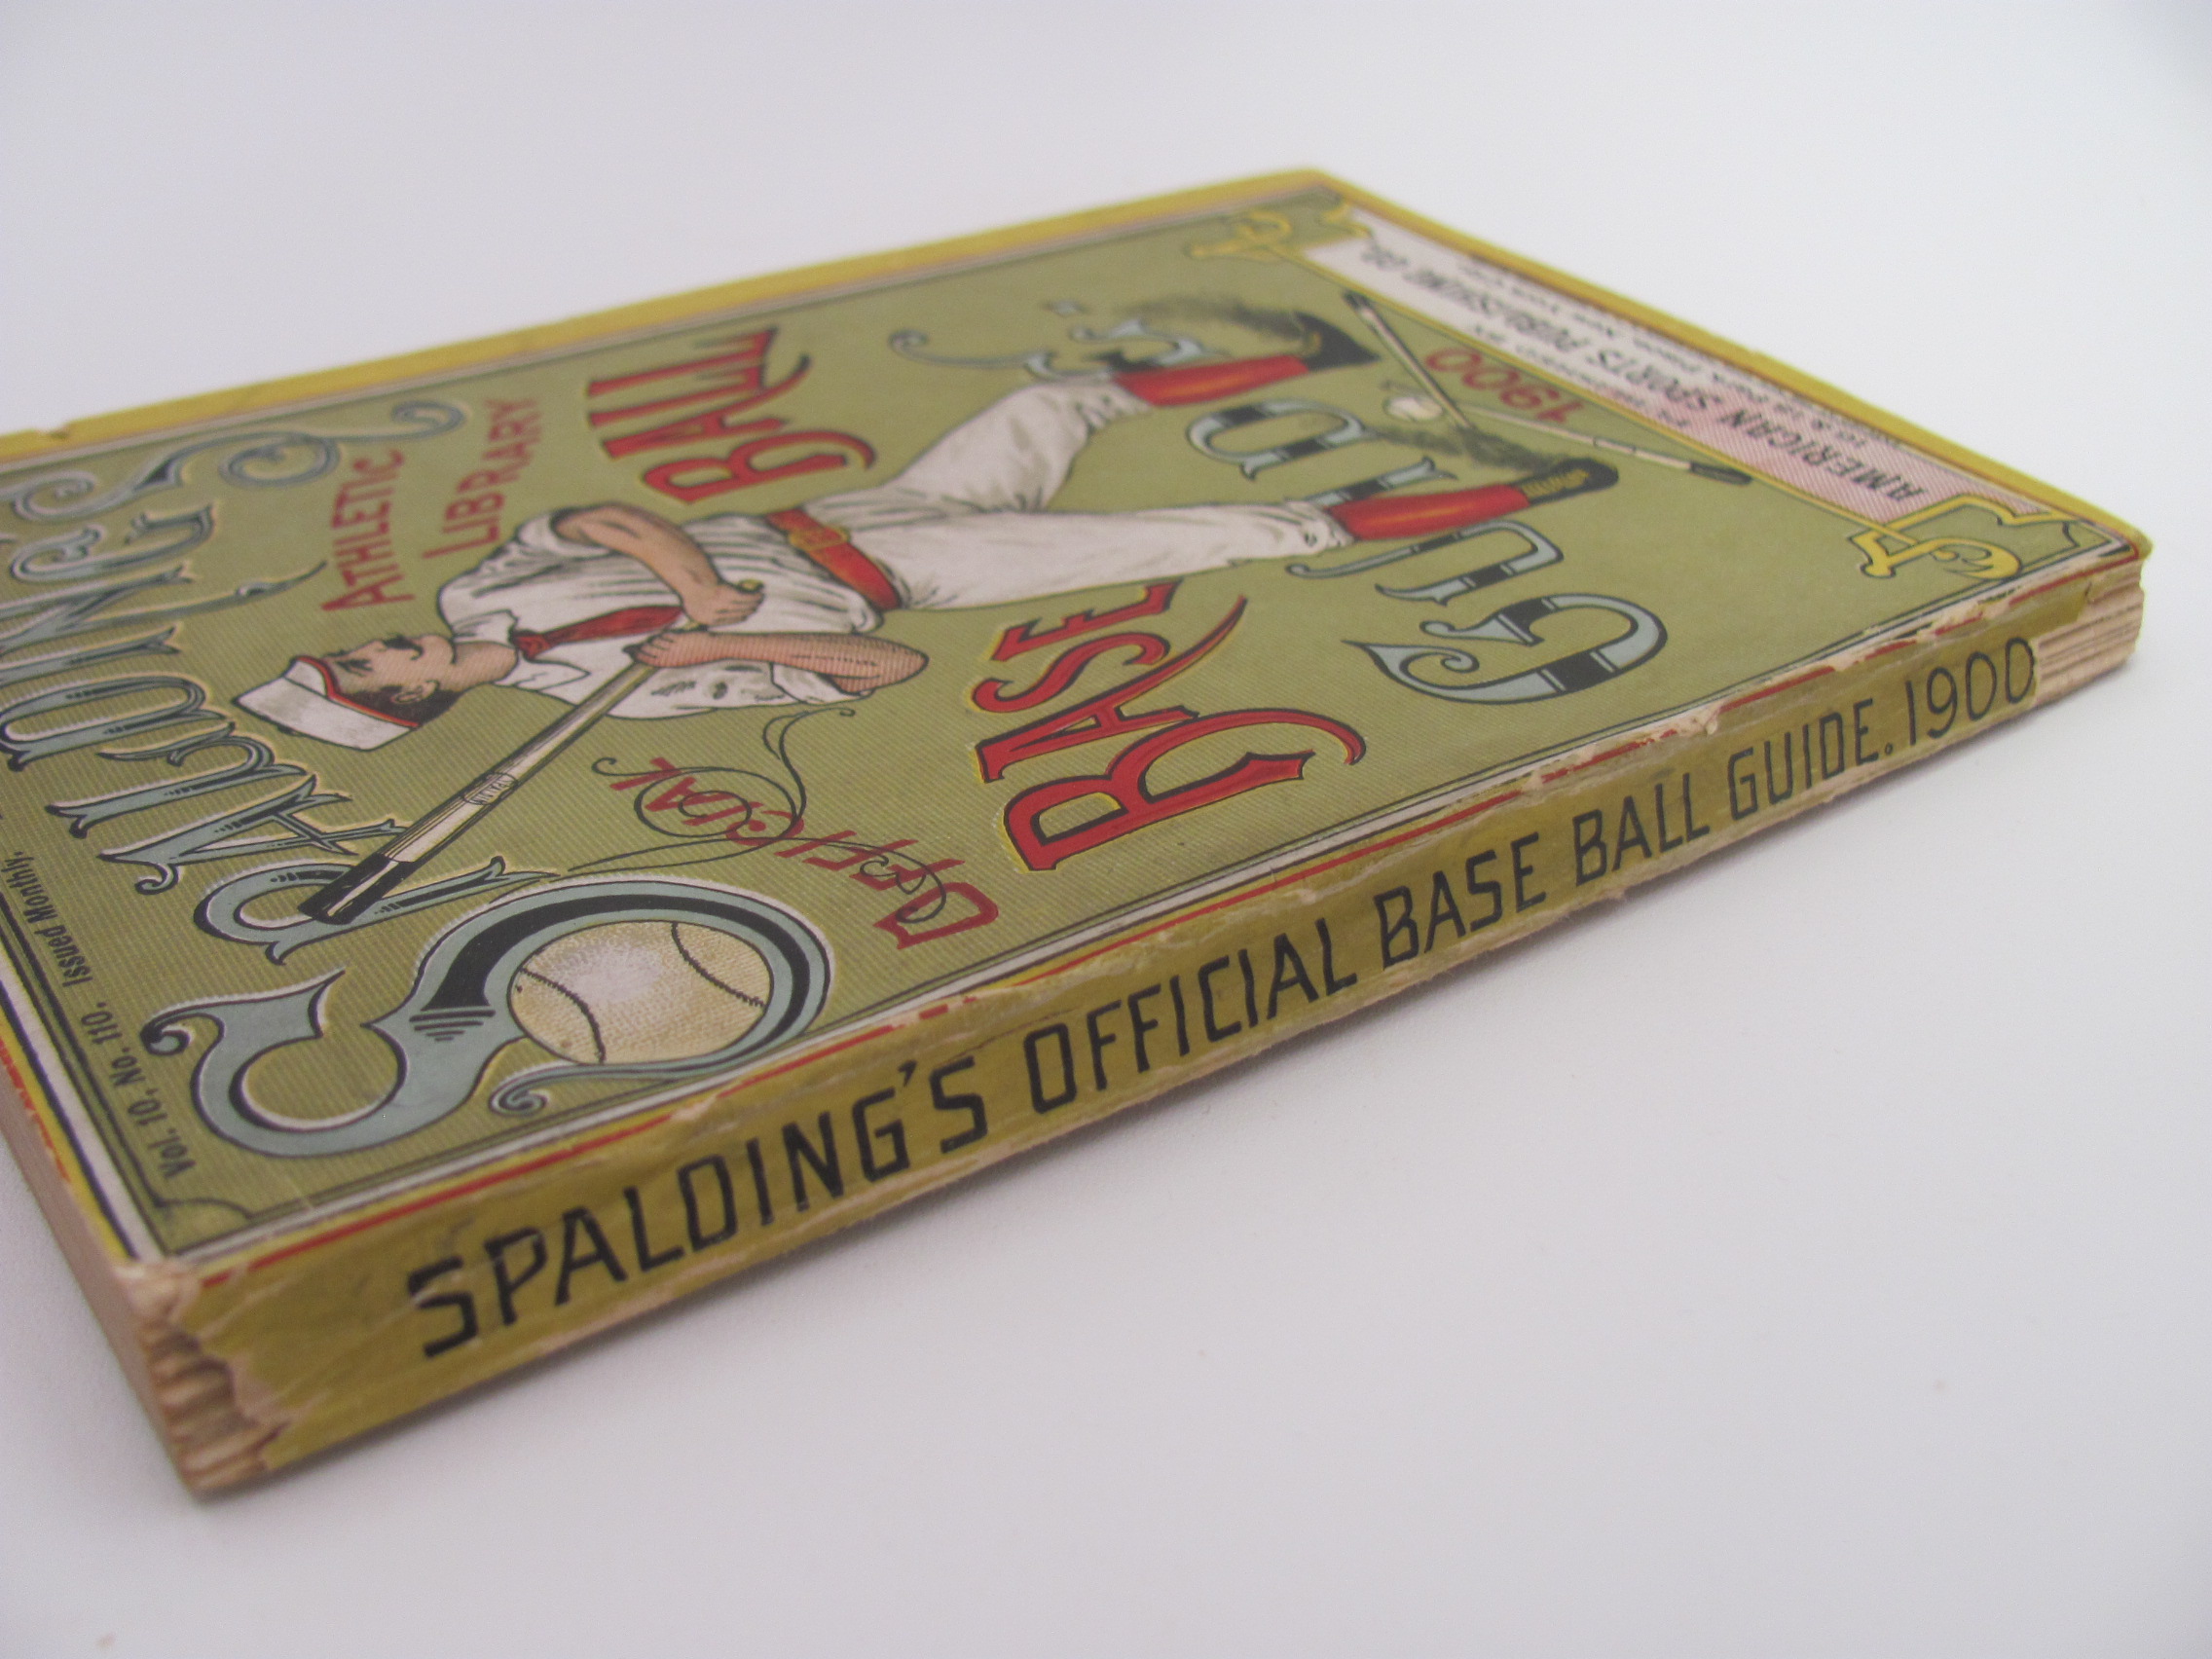 Vol. 10, No. 110. Issued Monthly.
SPALDING'S
ATHLETIC
LIBRARY
OFFICIAL
BASE BALL
GUIDE
1900
AMERICAN SPORTS PUBLISHING CO.
SPALDING'S OFFICIAL BASE BALL GUIDE. 1900